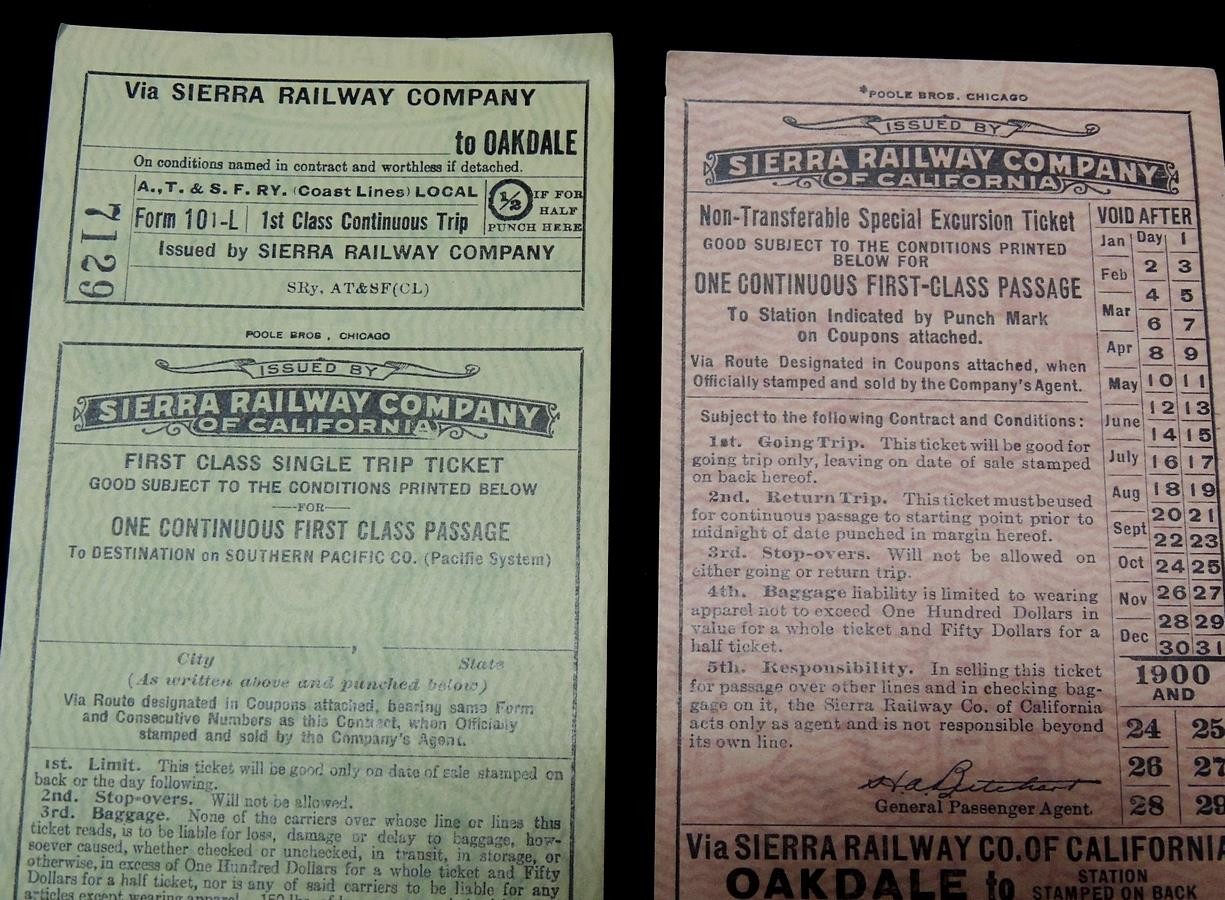 Via SIERRA RAILWAY COMPANY
to OAKDALE
On conditions named in contract and worthless if detached.
A., T. & S. F. RY. (Coast Lines) LOCAL
Form 101-L
1st Class Continuous Trip
1/2
IF FOR
HALF
PUNCH HERE
7129
Issued by SIERRA RAILWAY COMPANY
SRy, AT&SF(CL)
POOLE BROS , CHICAGO
ISSUED BY
SIERRA RAILWAY COMPANY
OF CALIFORNIA
FIRST CLASS SINGLE TRIP TICKET
GOOD SUBJECT TO THE CONDITIONS PRINTED BELOW
—FOR—
ONE CONTINUOUS FIRST CLASS PASSAGE
To DESTINATION on SOUTHERN PACIFIC CO. (Pacific System)
City , State
(As written above and punched below)
Via Route designated in Coupons attached, bearing same Form
and Consecutive Numbers as this Contract, when Officially
stamped and sold by the Company's Agent.
1st. Limit. This ticket will be good only on date of sale stamped on
back or the day following.
2nd. Stop-overs. Will not be allowed.
3rd. Baggage. None of the carriers over whose line or lines this
ticket reads, is to be liable for loss, damage or delay to baggage, how-
soever caused, whether checked or unchecked, in transit, in storage, or
otherwise, in excess of One Hundred Dollars for a whole ticket and Fifty
Dollars for a half ticket, nor is any of said carriers to be liable for any
articles except wearing apparel.
*POOLE BROS. CHICAGO
ISSUED BY
SIERRA RAILWAY COMPANY
OF CALIFORNIA
Non-Transferable Special Excursion Ticket
GOOD SUBJECT TO THE CONDITIONS PRINTED
BELOW FOR
ONE CONTINUOUS FIRST-CLASS PASSAGE
To Station Indicated by Punch Mark
on Coupons attached.
Via Route Designated in Coupons attached, when
Officially stamped and sold by the Company's Agent.
Subject to the following Contract and Conditions:
1st. Going Trip. This ticket will be good for
going trip only, leaving on date of sale stamped
on back hereof.
2nd. Return Trip. This ticket must be used
for continuous passage to starting point prior to
midnight of date punched in margin hereof.
3rd. Stop-overs. Will not be allowed on
either going or return trip.
4th. Baggage liability is limited to wearing
apparel not to exceed One Hundred Dollars in
value for a whole ticket and Fifty Dollars for a
half ticket.
5th. Responsibility. In selling this ticket
for passage over other lines and in checking bag-
gage on it, the Sierra Railway Co. of California
acts only as agent and is not responsible beyond
its own line.
General Passenger Agent.
VOID AFTER
Jan Day 1
Feb 2 3
4 5
Mar 6 7
Apr 8 9
May 10 11
June 12 13
14 15
July 16 17
Aug 18 19
Sept 20 21
22 23
Oct 24 25
Nov 26 27
28 29
Dec 30 31
1900
AND
24 25
26 27
28 29
Via SIERRA RAILWAY CO. OF CALIFORNIA
OAKDALE to STATION
STAMPED ON BACK